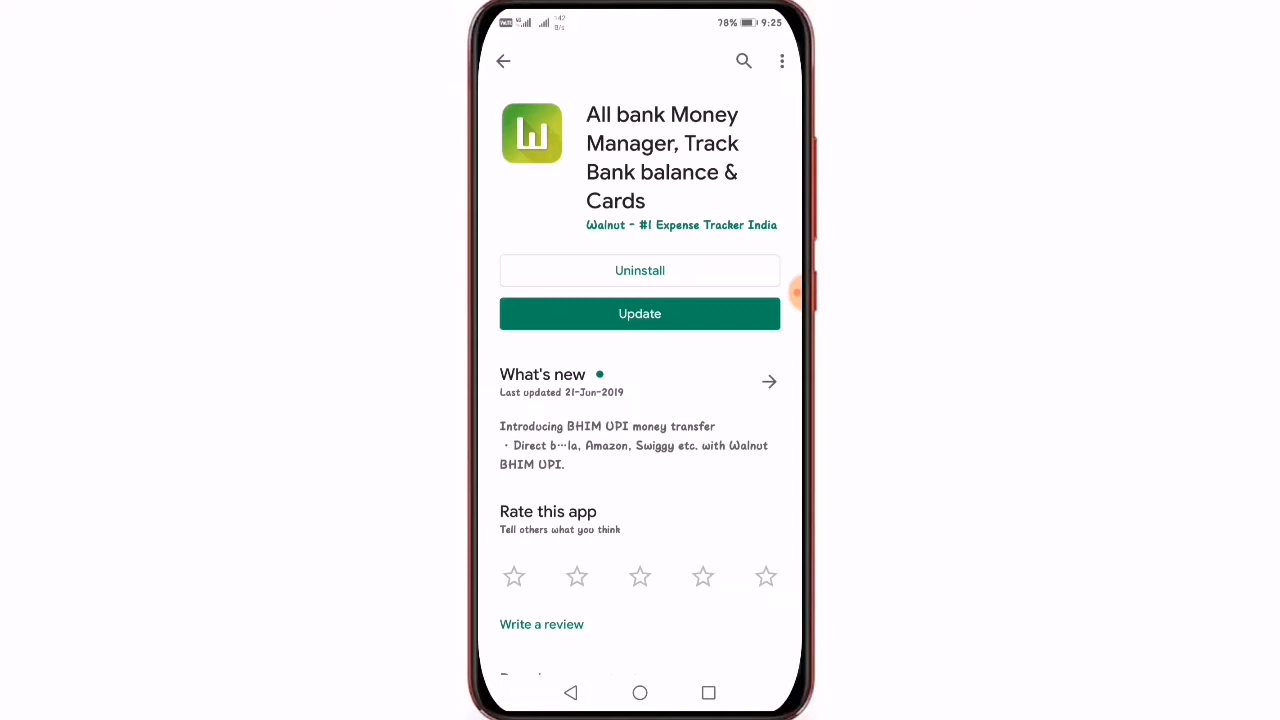 78% 9:25
142
B/s
All bank Money
Manager, Track
Bank balance &
Cards
Walnut - #1 Expense Tracker India
Uninstall
Update
What's new
Last updated 21-Jun-2019
Introducing BHIM UPI money transfer
· Direct b···la, Amazon, Swiggy etc. with Walnut
BHIM UPI.
Rate this app
Tell others what you think
Write a review